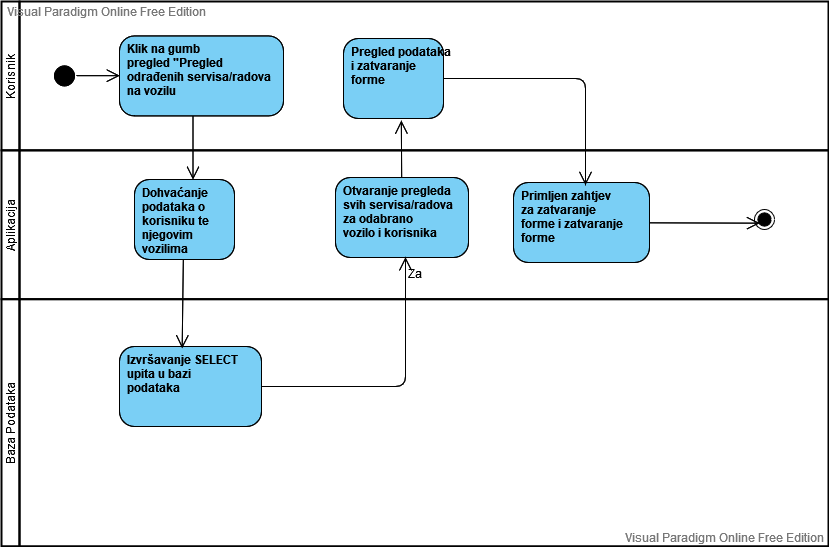 Visual Paradigm Online Free Edition
Korisnik
Klik na gumb
pregled "Pregled
odrađenih servisa/radova
na vozilu
Pregled podataka
i zatvaranje
forme
Aplikacija
Dohvaćanje
podataka o
korisniku te
njegovim
vozilima
Otvaranje pregleda
svih servisa/radova
za odabrano
vozilo i korisnika
Primljen zahtjev
za zatvaranje
forme i zatvaranje
forme
Za
Baza Podataka
Izvršavanje SELECT
upita u bazi
podataka
Visual Paradigm Online Free Edition